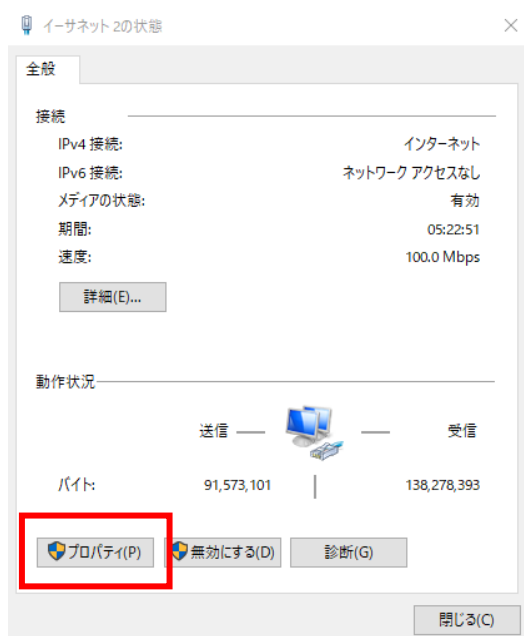 イーサネット 2の状態
全般
接続
IPv4 接続: インターネット
IPv6 接続: ネットワーク アクセスなし
メディアの状態: 有効
期間: 05:22:51
速度: 100.0 Mbps
詳細(E)...
動作状況
送信 受信
バイト: 91,573,101 138,278,393
プロパティ(P) 無効にする(D) 診断(G)
閉じる(C)